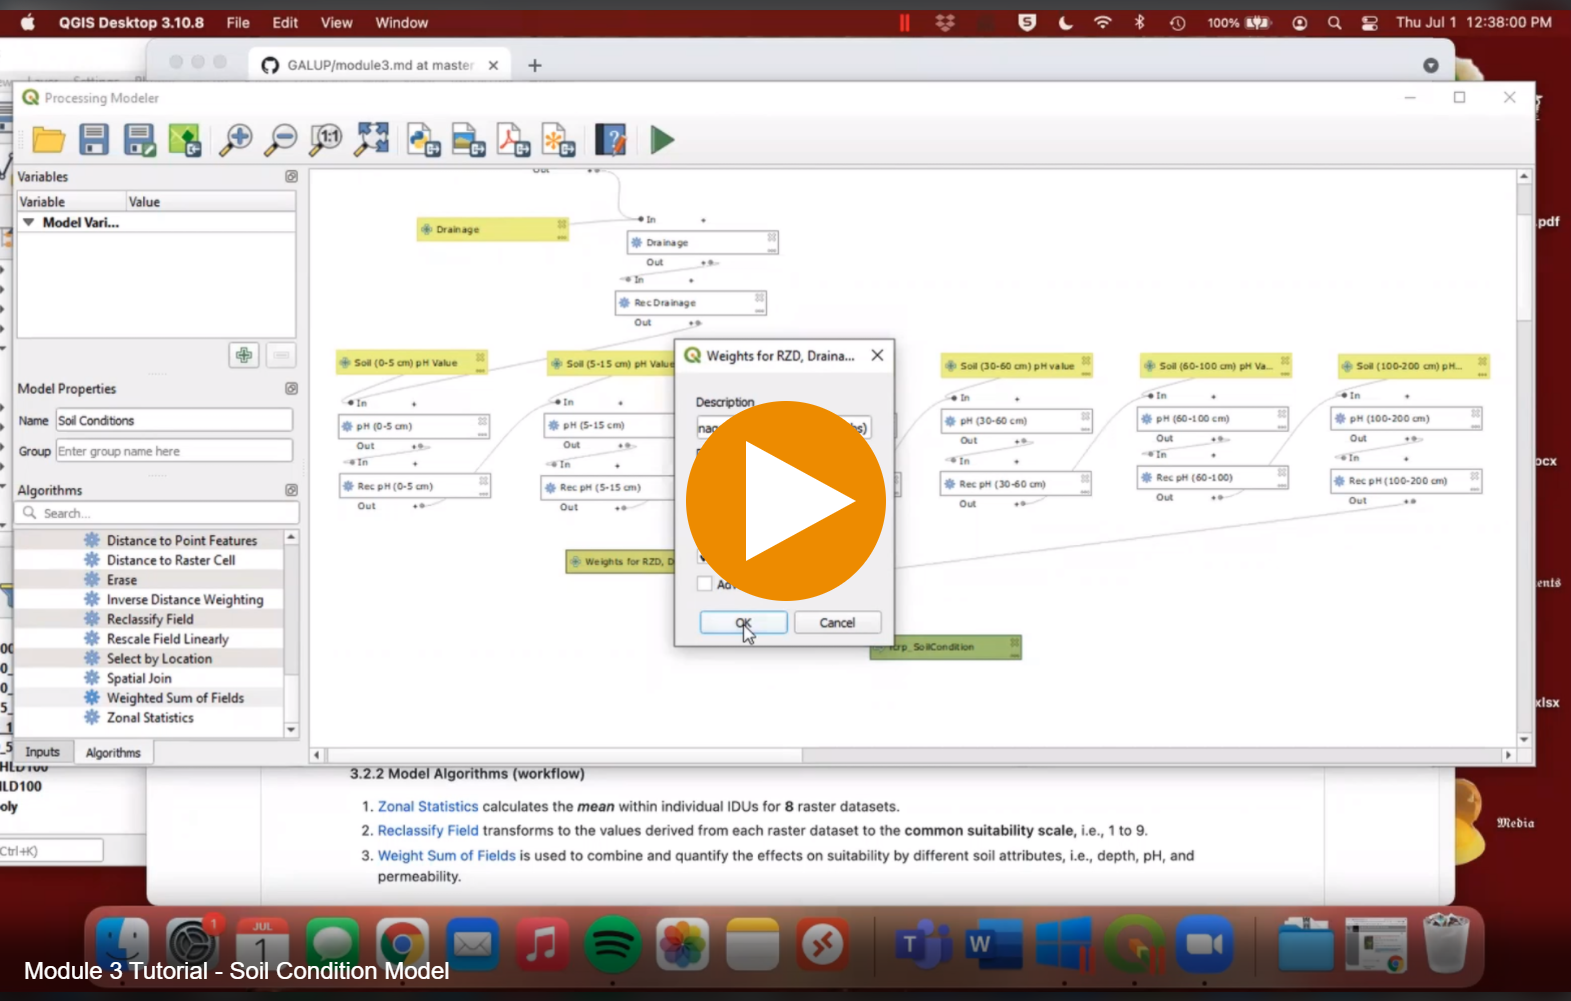 QGIS Desktop 3.10.8 File Edit View Window 100% Thu Jul 1 12:38:00 PM
GALUP/module3.md at master
Processing Modeler
Variables
Variable Value
Model Vari...
Model Properties
Name Soil Conditions
Group Enter group name here
Algorithms
Search...
Distance to Point Features
Distance to Raster Cell
Erase
Inverse Distance Weighting
Reclassify Field
Rescale Field Linearly
Select by Location
Spatial Join
Weighted Sum of Fields
Zonal Statistics
Inputs Algorithms
Out
Drainage
In
Drainage
Out
In
Rec Drainage
Out
Soil (0-5 cm) pH Value
In
pH (0-5 cm)
Out
In
Rec pH (0-5 cm)
Out
Soil (5-15 cm) pH Value
In
pH (5-15 cm)
Out
In
Rec pH (5-15 cm)
Out
Soil (30-60 cm) pH value
In
pH (30-60 cm)
Out
In
Rec pH (30-60 cm)
Out
Soil (60-100 cm) pH Va...
In
pH (60-100 cm)
Out
In
Rec pH (60-100)
Out
Soil (100-200 cm) pH...
In
pH (100-200 cm)
Out
In
Rec pH (100-200 cm)
Out
Weights for RZD, D
Weights for RZD, Draina...
Description
OK Cancel
_SoilCondition
3.2.2 Model Algorithms (workflow)
1. Zonal Statistics calculates the mean within individual IDUs for 8 raster datasets.
2. Reclassify Field transforms to the values derived from each raster dataset to the common suitability scale, i.e., 1 to 9.
3. Weight Sum of Fields is used to combine and quantify the effects on suitability by different soil attributes, i.e., depth, pH, and
permeability.
.pdf
ocx
ents
xlsx
Media
HLD100
LD100
oly
Ctrl+K)
JUL
1
1
T W
Module 3 Tutorial - Soil Condition Model